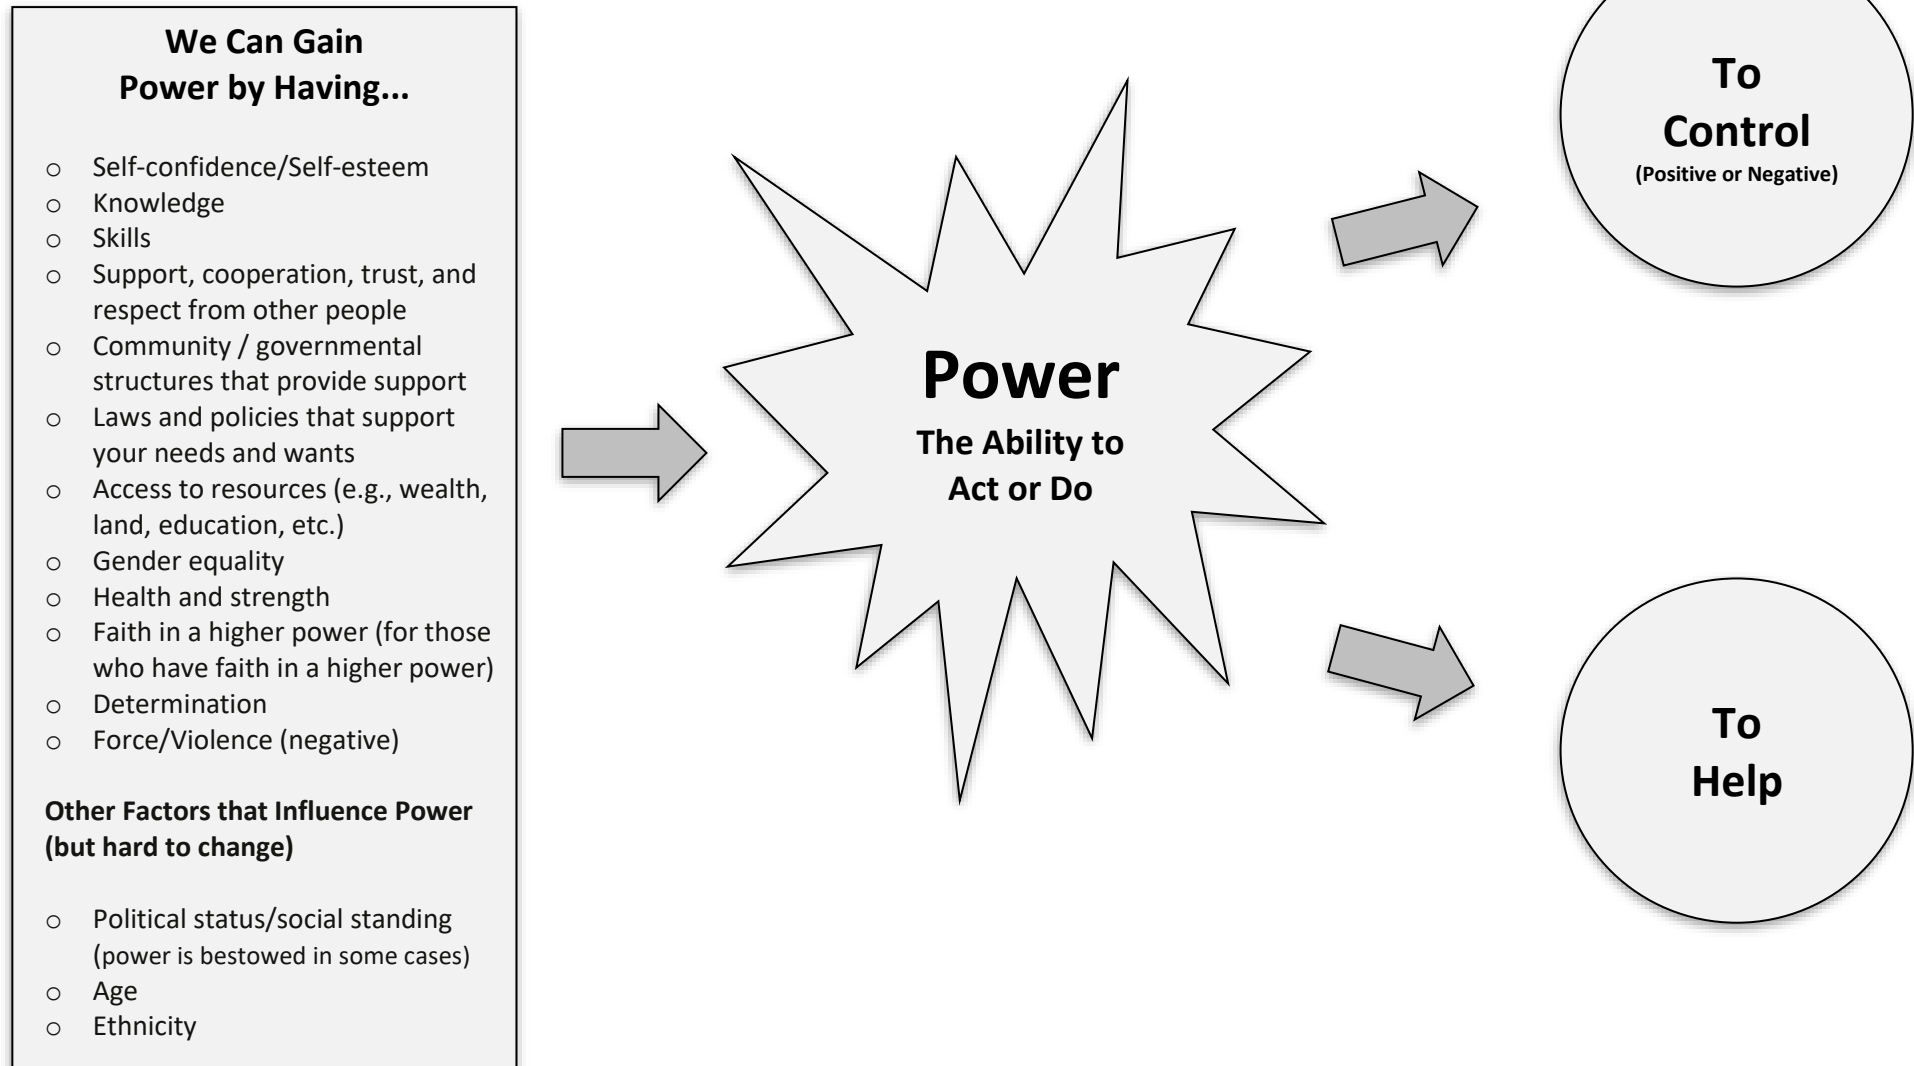 We Can Gain
Power by Having...
o Self-confidence/Self-esteem
o Knowledge
o Skills
o Support, cooperation, trust, and
respect from other people
o Community / governmental
structures that provide support
o Laws and policies that support
your needs and wants
o Access to resources (e.g., wealth,
land, education, etc.)
o Gender equality
o Health and strength
o Faith in a higher power (for those
who have faith in a higher power)
o Determination
o Force/Violence (negative)
Other Factors that Influence Power
(but hard to change)
o Political status/social standing
(power is bestowed in some cases)
o Age
o Ethnicity
Power
The Ability to
Act or Do
To
Control
(Positive or Negative)
To
Help